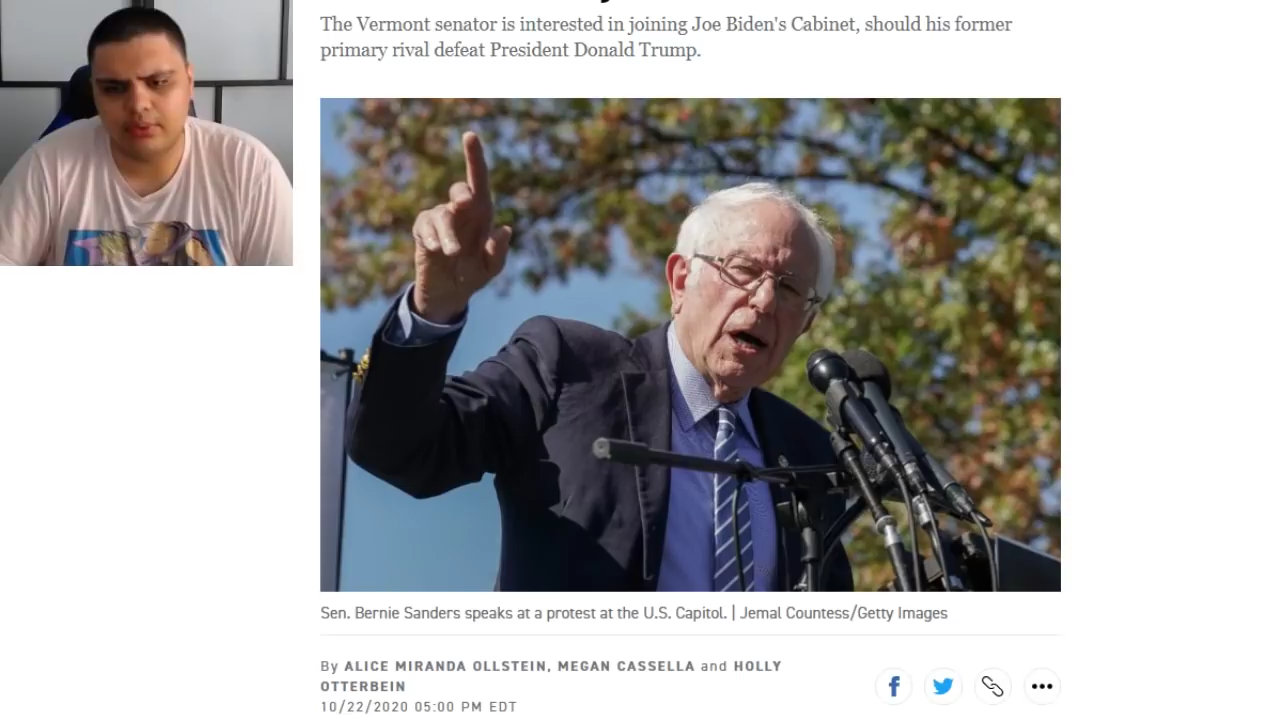 The Vermont senator is interested in joining Joe Biden's Cabinet, should his former
primary rival defeat President Donald Trump.
Sen. Bernie Sanders speaks at a protest at the U.S. Capitol. | Jemal Countess/Getty Images
By ALICE MIRANDA OLLSTEIN, MEGAN CASSELLA and HOLLY
OTTERBEIN
10/22/2020 05:00 PM EDT